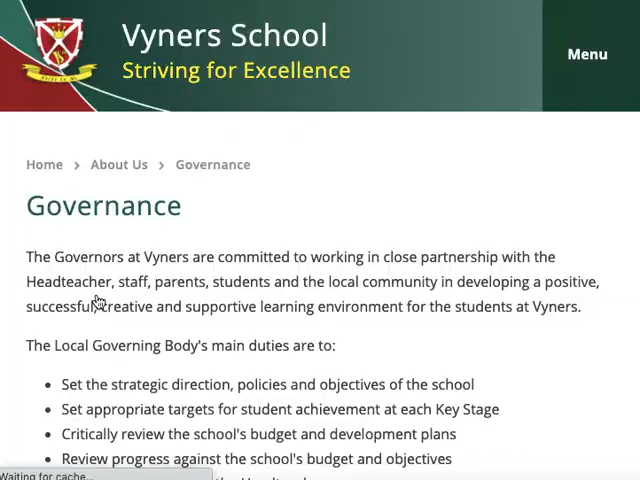 Vyners School
Striving for Excellence
Menu
Home > About Us > Governance
Governance
The Governors at Vyners are committed to working in close partnership with the
Headteacher, staff, parents, students and the local community in developing a positive,
successful, creative and supportive learning environment for the students at Vyners.
The Local Governing Body's main duties are to:
• Set the strategic direction, policies and objectives of the school
• Set appropriate targets for student achievement at each Key Stage
• Critically review the school's budget and development plans
• Review progress against the school's budget and objectives
Waiting for cache...